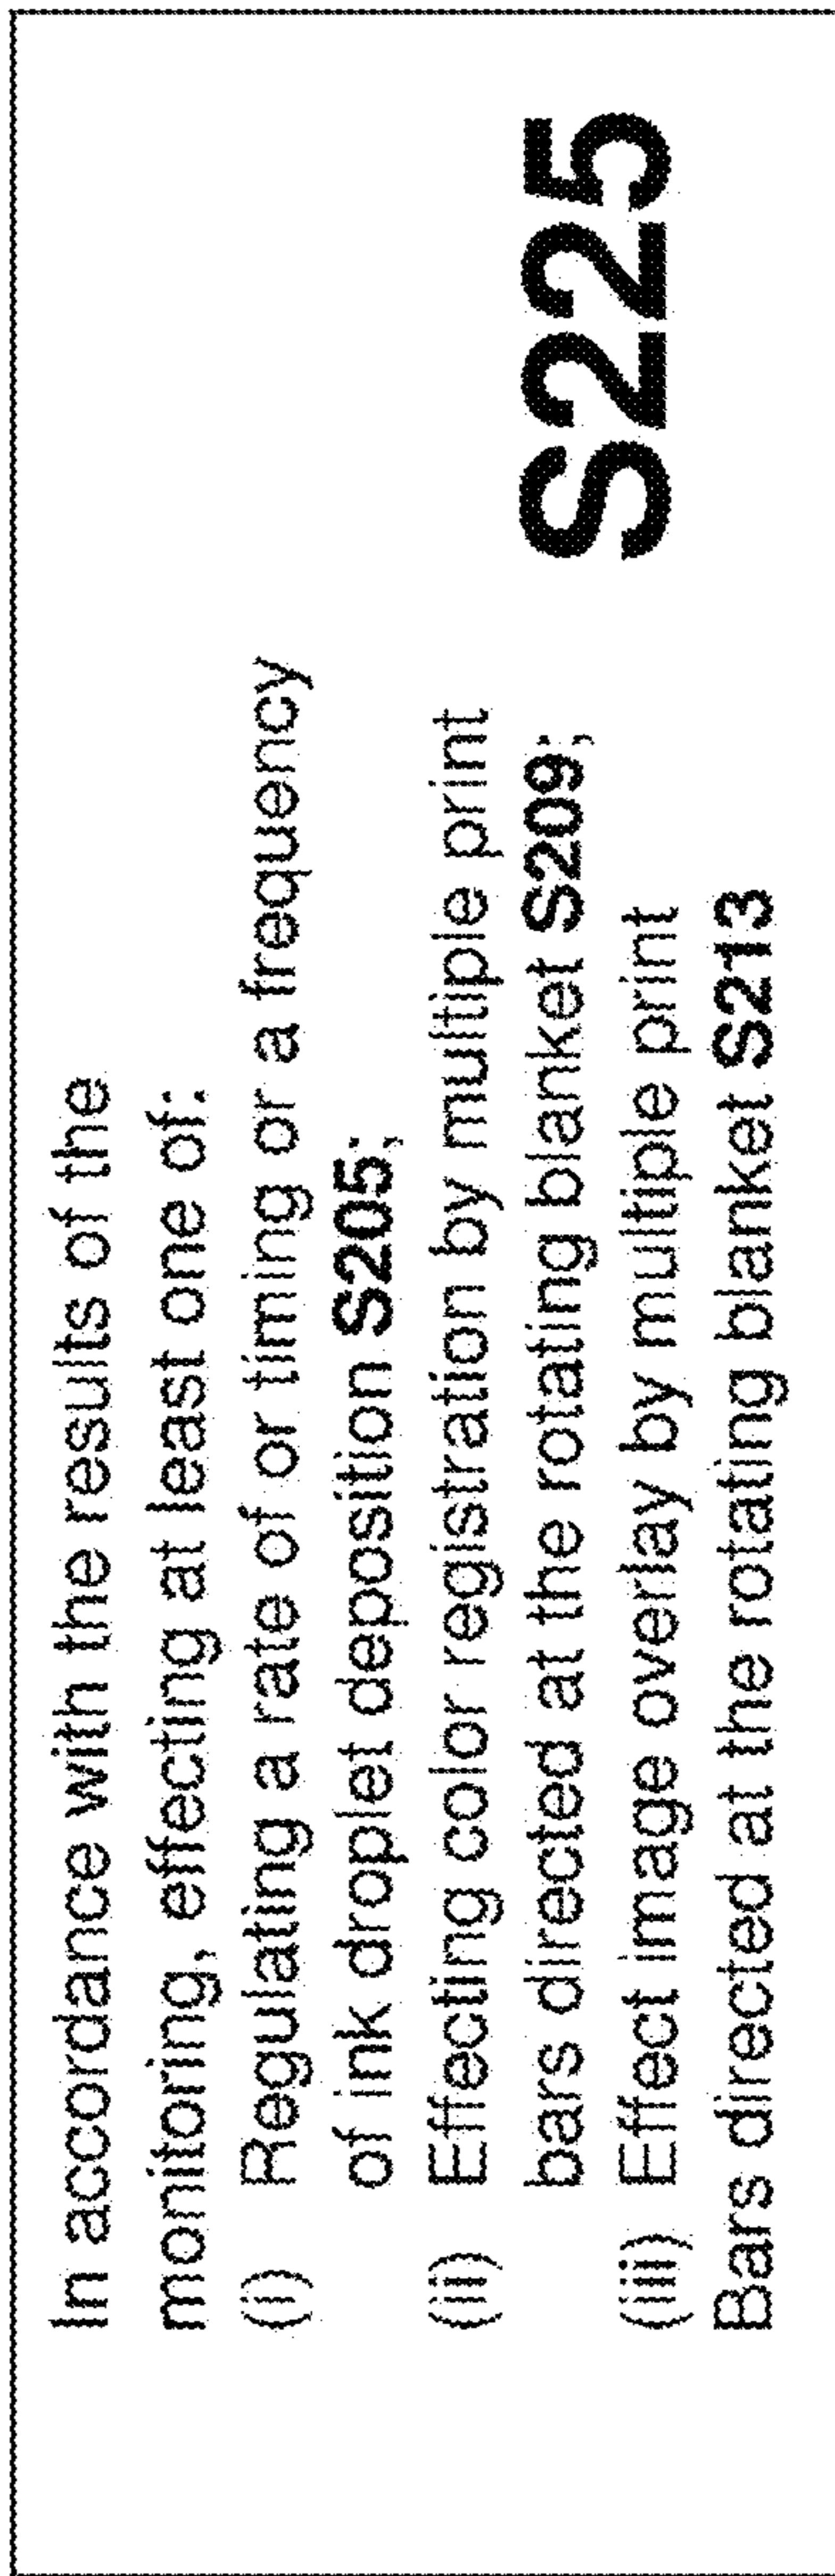 In accordance with the results of the
monitoring, effecting at least one of:
(i) Regulating a rate of or timing or a frequency
of ink droplet deposition S205;
(ii) Effecting color registration by multiple print
bars directed at the rotating blanket S209;
(iii) Effect image overlay by multiple print
Bars directed at the rotating blanket S213
S225